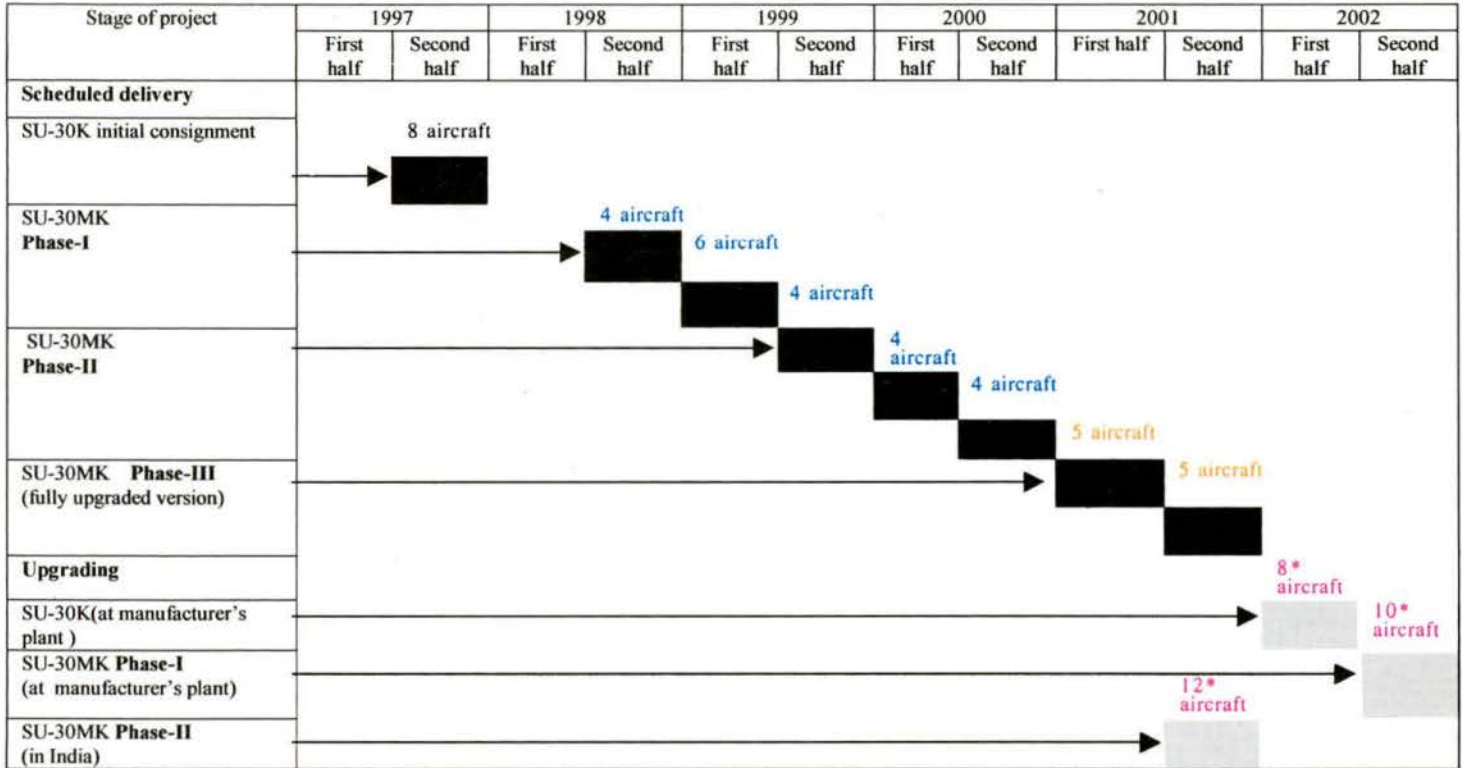 Stage of project 1997 1998 1999 2000 2001 2002
First half Second half First half Second half First half Second half First half Second half First half Second half First half Second half
Scheduled delivery
SU-30K initial consignment 8 aircraft
SU-30MK 4 aircraft
Phase-I 6 aircraft
4 aircraft
SU-30MK 4 aircraft
Phase-II
4 aircraft
5 aircraft
SU-30MK Phase-III 5 aircraft
(fully upgraded version)
Upgrading 8* aircraft
SU-30K(at manufacturer's 10* aircraft
plant )
SU-30MK Phase-I
(at manufacturer's plant) 12* aircraft
SU-30MK Phase-II
(in India)